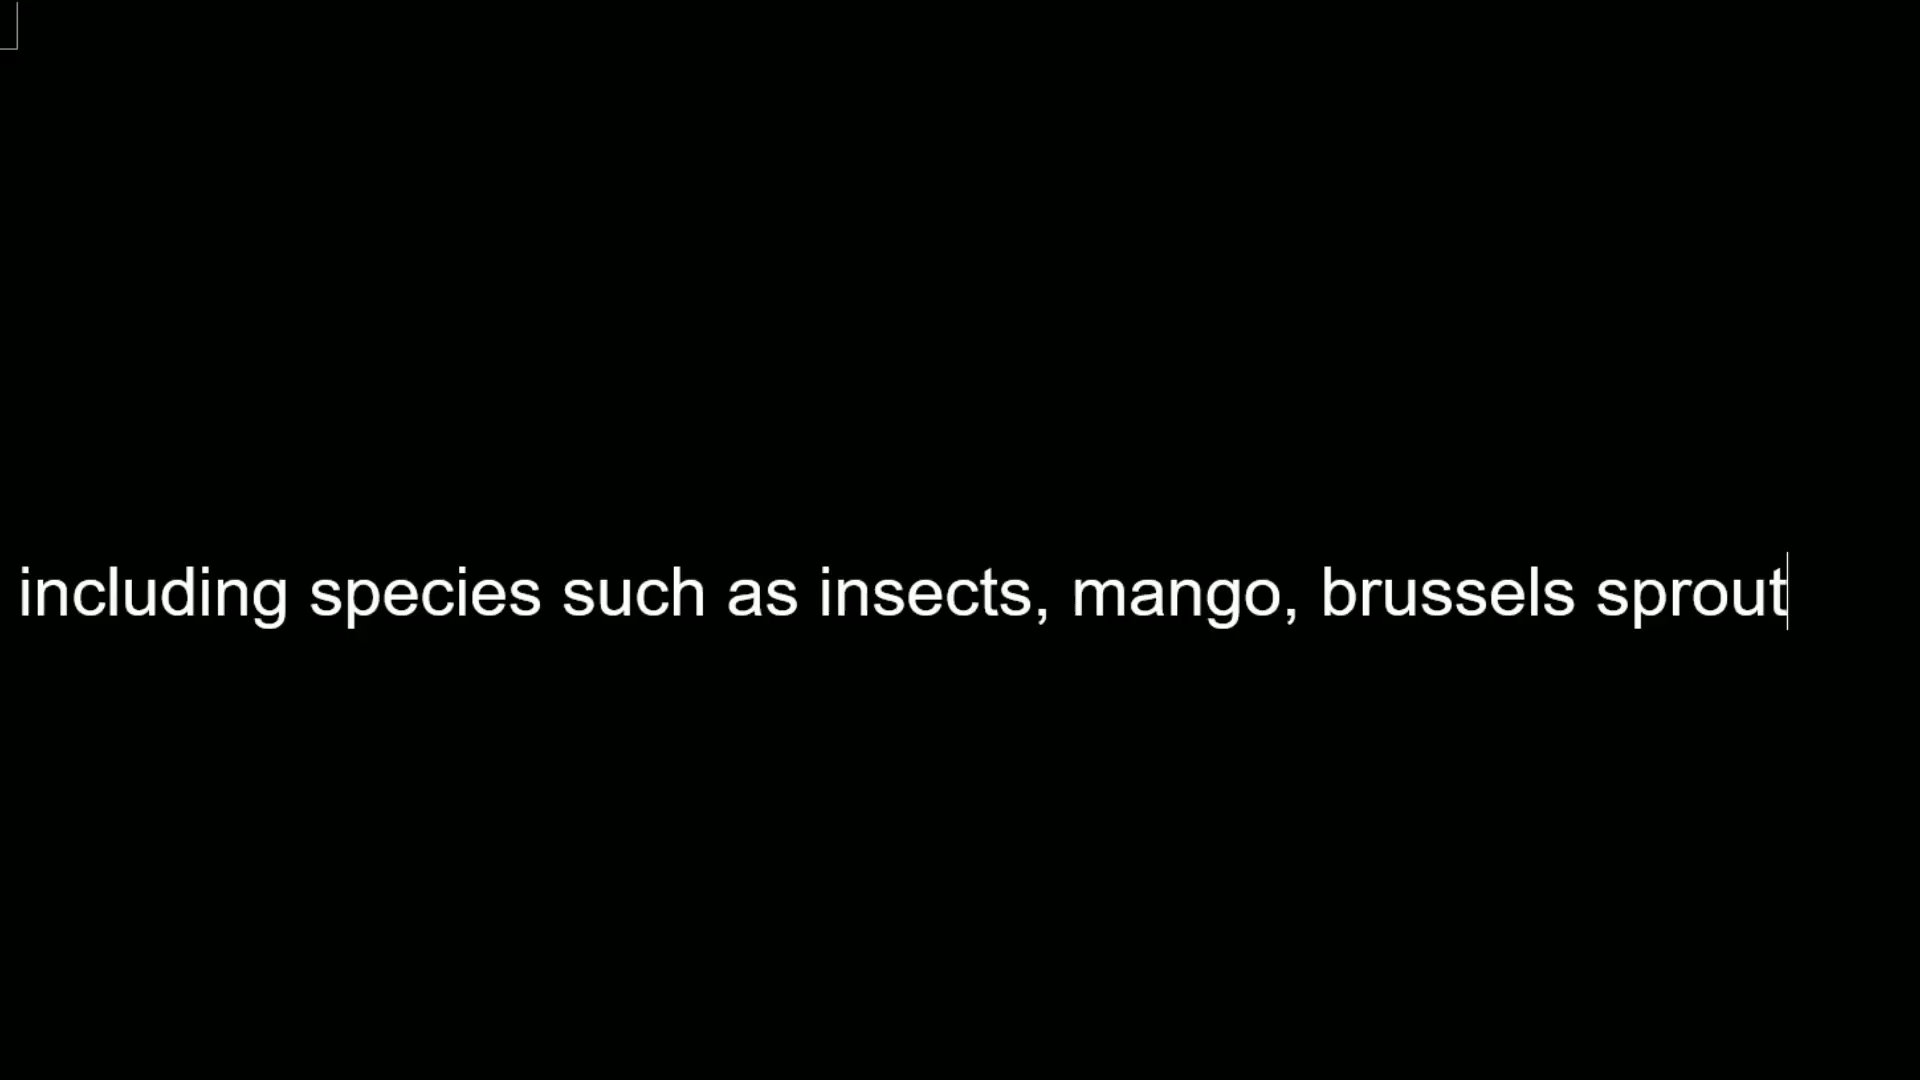 including species such as insects, mango, brussels sprout